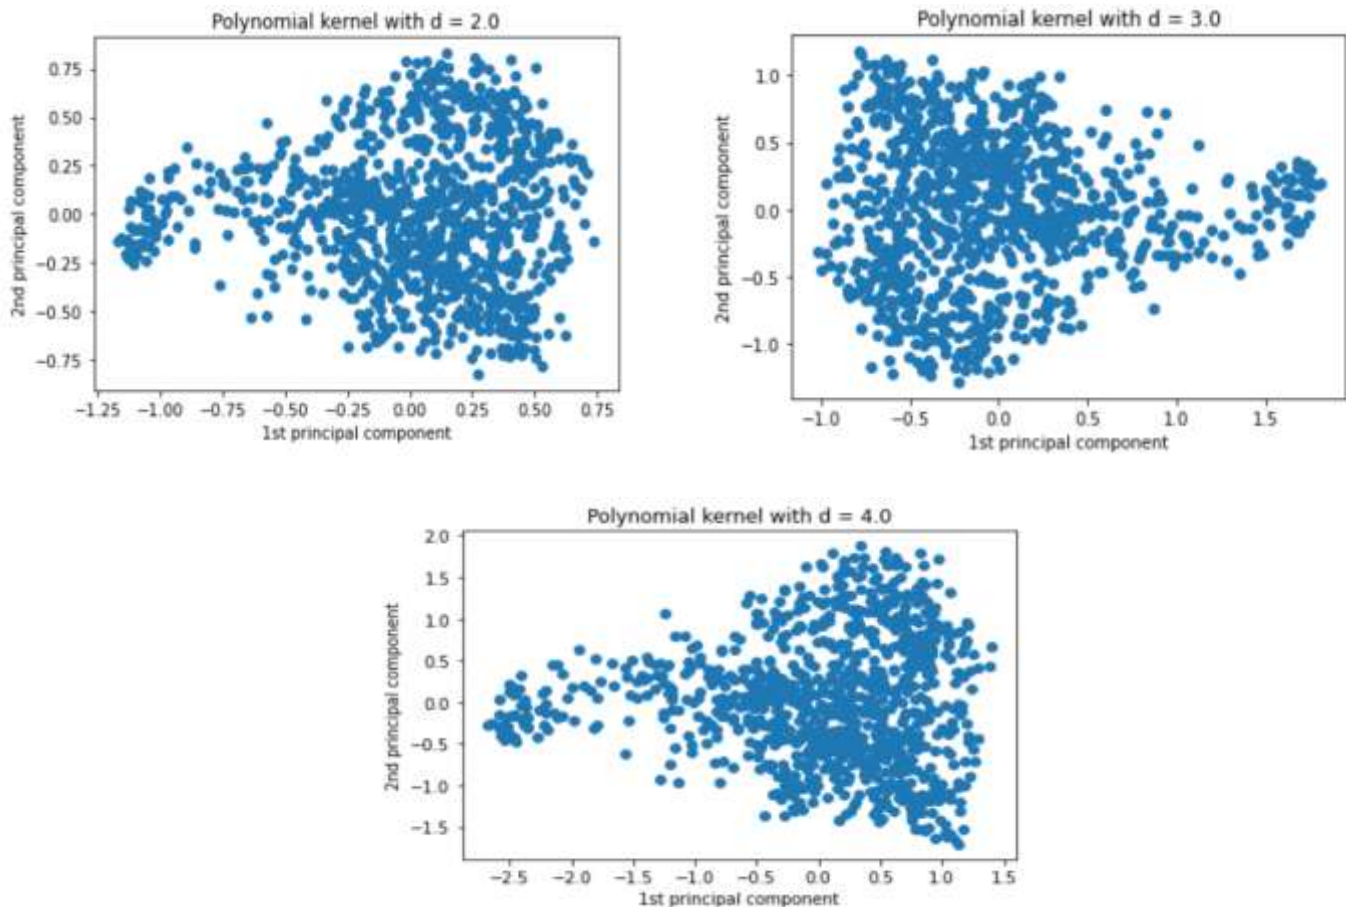 Polynomial kernel with d = 2.0
2nd principal component
0.75
0.50
0.25
0.00
−0.25
−0.50
−0.75
−1.25 −1.00 −0.75 −0.50 −0.25 0.00 0.25 0.50 0.75
1st principal component
Polynomial kernel with d = 3.0
2nd principal component
1.0
0.5
0.0
−0.5
−1.0
−1.0 −0.5 0.0 0.5 1.0 1.5
1st principal component
Polynomial kernel with d = 4.0
2nd principal component
2.0
1.5
1.0
0.5
0.0
−0.5
−1.0
−1.5
−2.5 −2.0 −1.5 −1.0 −0.5 0.0 0.5 1.0 1.5
1st principal component